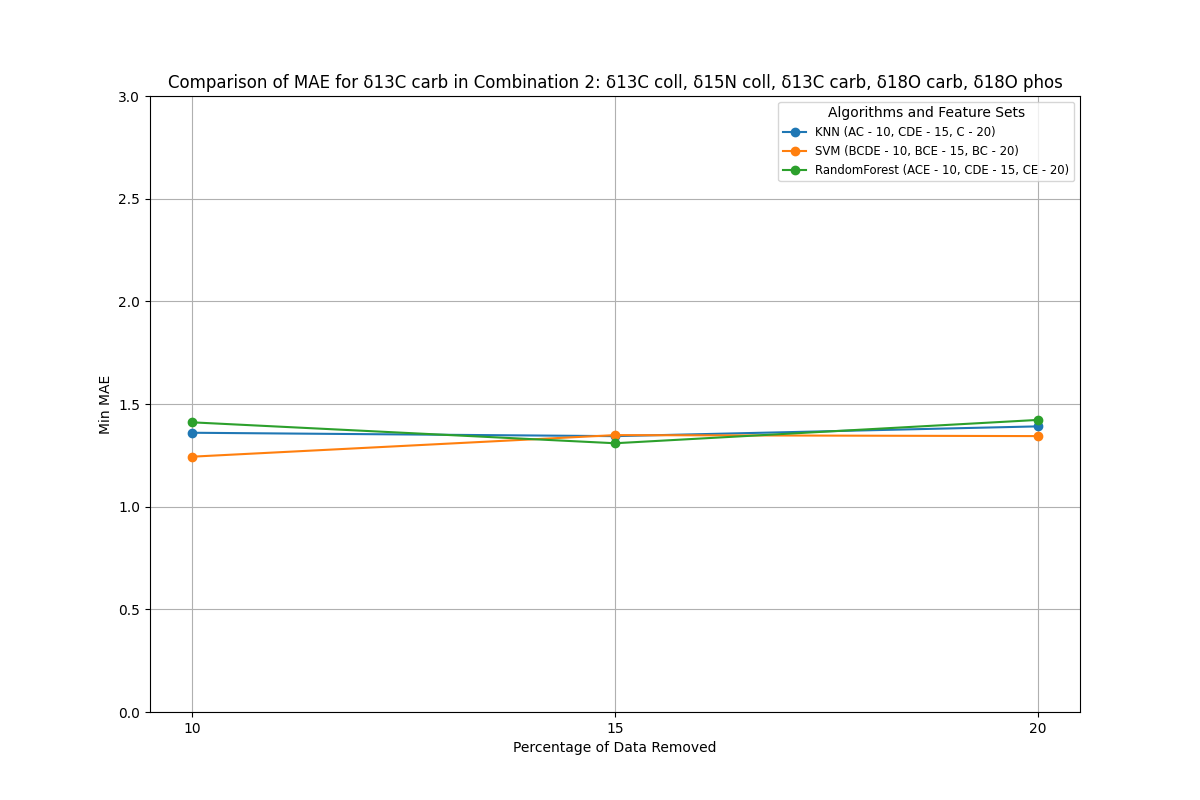 Comparison of MAE for δ13C carb in Combination 2: δ13C coll, δ15N coll, δ13C carb, δ18O carb, δ18O phos
3.0
2.5
2.0
1.5
1.0
0.5
0.0
Min MAE
Algorithms and Feature Sets
KNN (AC - 10, CDE - 15, C - 20)
SVM (BCDE - 10, BCE - 15, BC - 20)
RandomForest (ACE - 10, CDE - 15, CE - 20)
10 15 20
Percentage of Data Removed